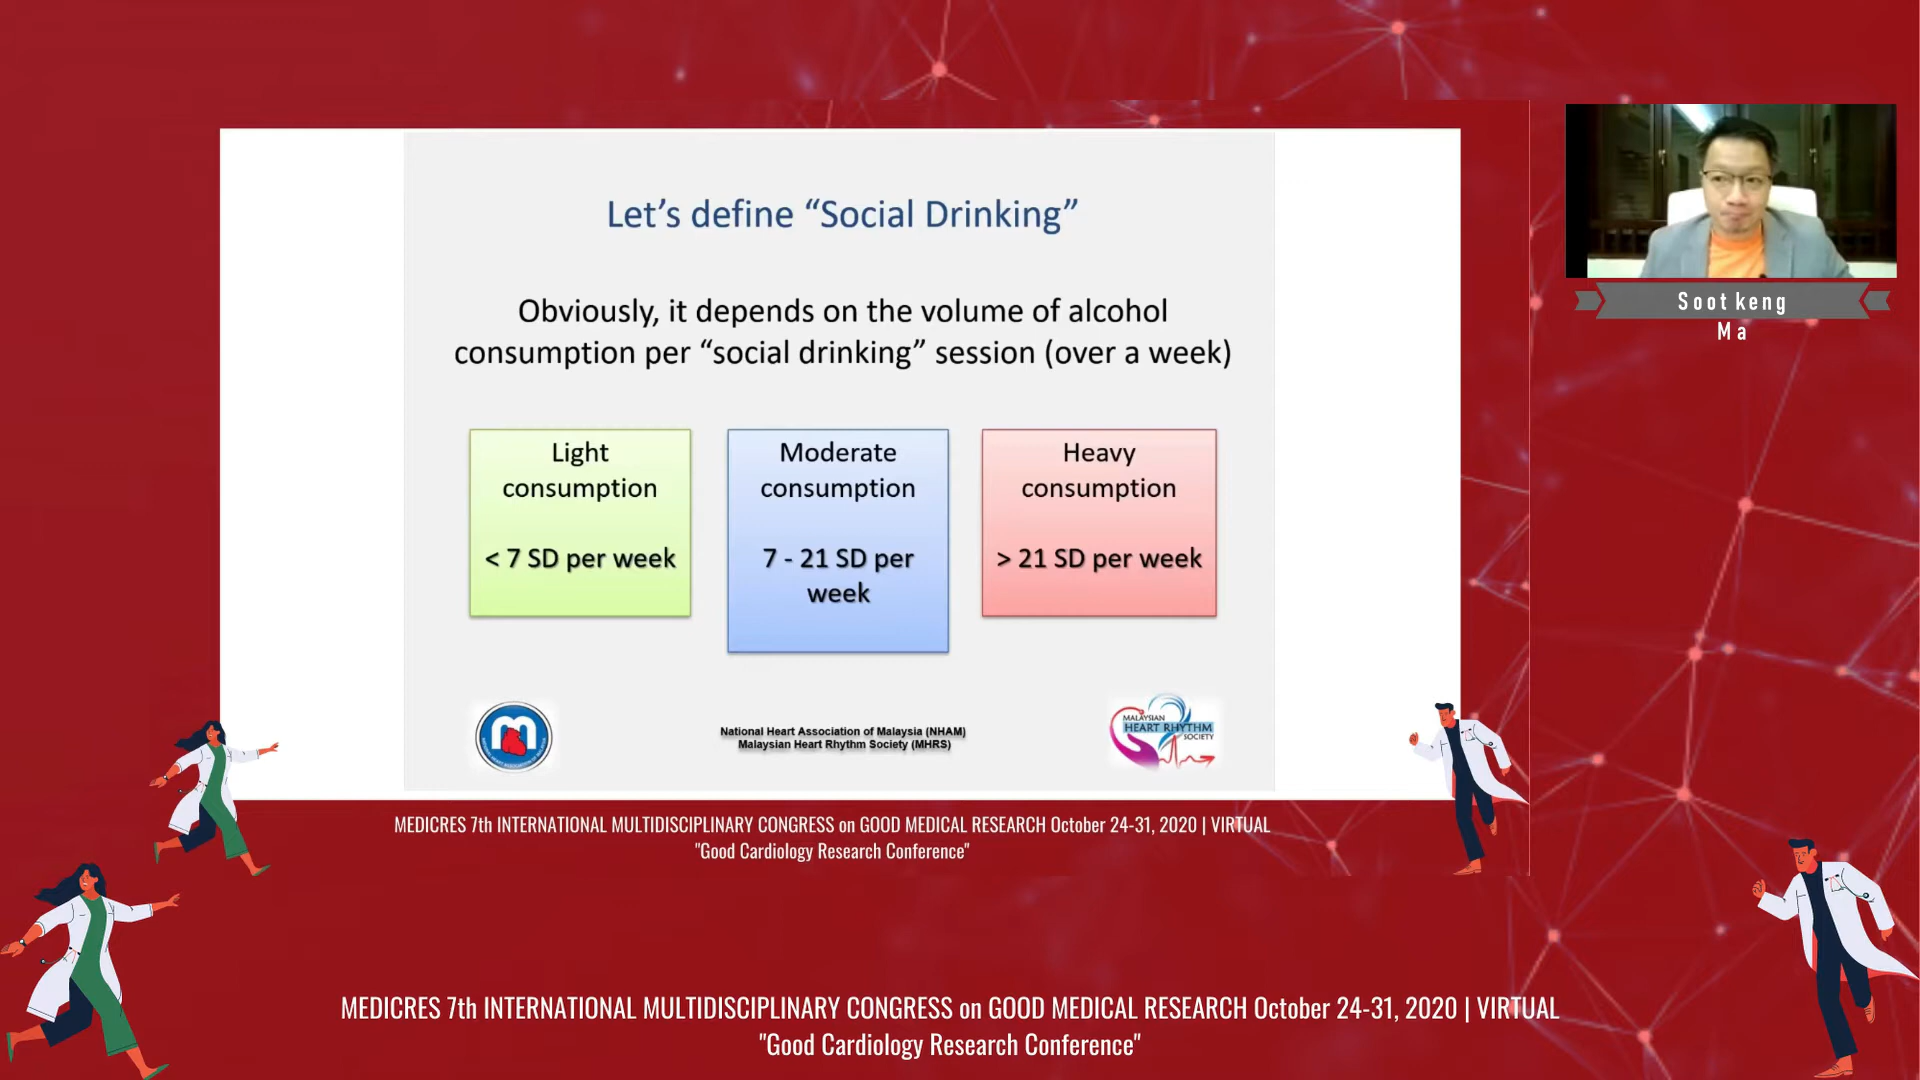 Let's define “Social Drinking”
Obviously, it depends on the volume of alcohol
consumption per “social drinking” session (over a week)
Light
consumption
< 7 SD per week
Moderate
consumption
7 - 21 SD per
week
Heavy
consumption
> 21 SD per week
National Heart Association of Malaysia (NHAM)
Malaysian Heart Rhythm Society (MHRS)
MALAYSIAN
HEART RHYTHM
SOCIETY
Soot keng
Ma
MEDICRES 7th INTERNATIONAL MULTIDISCIPLINARY CONGRESS on GOOD MEDICAL RESEARCH October 24-31, 2020 | VIRTUAL
"Good Cardiology Research Conference"
MEDICRES 7th INTERNATIONAL MULTIDISCIPLINARY CONGRESS on GOOD MEDICAL RESEARCH October 24-31, 2020 | VIRTUAL
"Good Cardiology Research Conference"